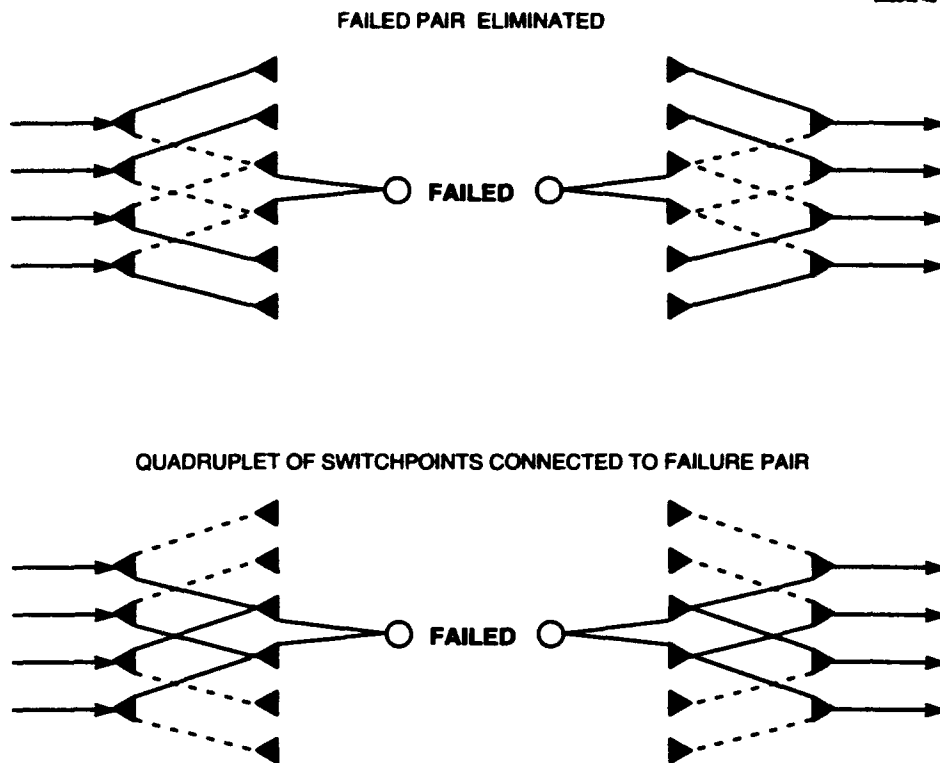 FAILED PAIR ELIMINATED
FAILED
QUADRUPLET OF SWITCHPOINTS CONNECTED TO FAILURE PAIR
FAILED